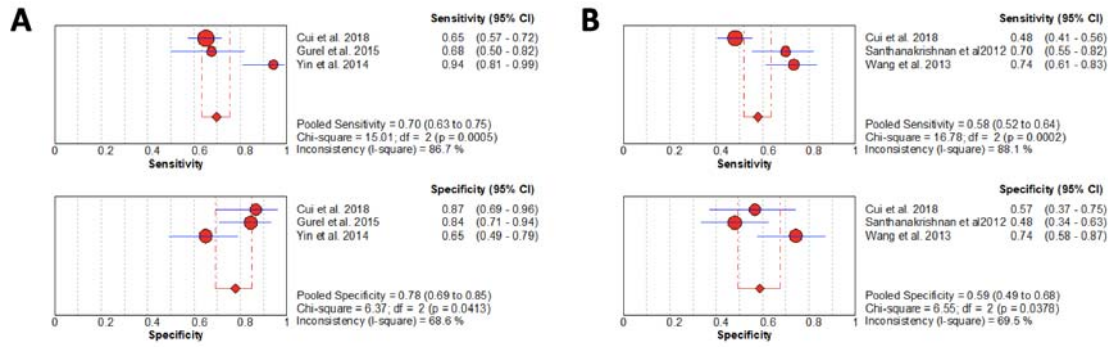 A
Sensitivity (95% CI)
Cui et al. 2018 0.65 (0.57 - 0.72)
Gurel et al. 2015 0.68 (0.50 - 0.82)
Yin et al. 2014 0.94 (0.81 - 0.99)
Pooled Sensitivity = 0.70 (0.63 to 0.75)
Chi-square = 15.01; df = 2 (p = 0.0005)
Inconsistency (I-square) = 86.7 %
0 0.2 0.4 0.6 0.8 1
Sensitivity
Specificity (95% CI)
Cui et al. 2018 0.87 (0.69 - 0.96)
Gurel et al. 2015 0.84 (0.71 - 0.94)
Yin et al. 2014 0.65 (0.49 - 0.79)
Pooled Specificity = 0.78 (0.69 to 0.85)
Chi-square = 6.37; df = 2 (p = 0.0413)
Inconsistency (I-square) = 68.6 %
0 0.2 0.4 0.6 0.8 1
Specificity
B
Sensitivity (95% CI)
Cui et al. 2018 0.48 (0.41 - 0.56)
Santhanakrishnan et al2012 0.70 (0.55 - 0.82)
Wang et al. 2013 0.74 (0.61 - 0.83)
Pooled Sensitivity = 0.58 (0.52 to 0.64)
Chi-square = 16.78; df = 2 (p = 0.0002)
Inconsistency (I-square) = 88.1 %
0 0.2 0.4 0.6 0.8 1
Sensitivity
Specificity (95% CI)
Cui et al. 2018 0.57 (0.37 - 0.75)
Santhanakrishnan et al2012 0.48 (0.34 - 0.63)
Wang et al. 2013 0.74 (0.58 - 0.87)
Pooled Specificity = 0.59 (0.49 to 0.68)
Chi-square = 6.55; df = 2 (p = 0.0378)
Inconsistency (I-square) = 69.5 %
0 0.2 0.4 0.6 0.8 1
Specificity